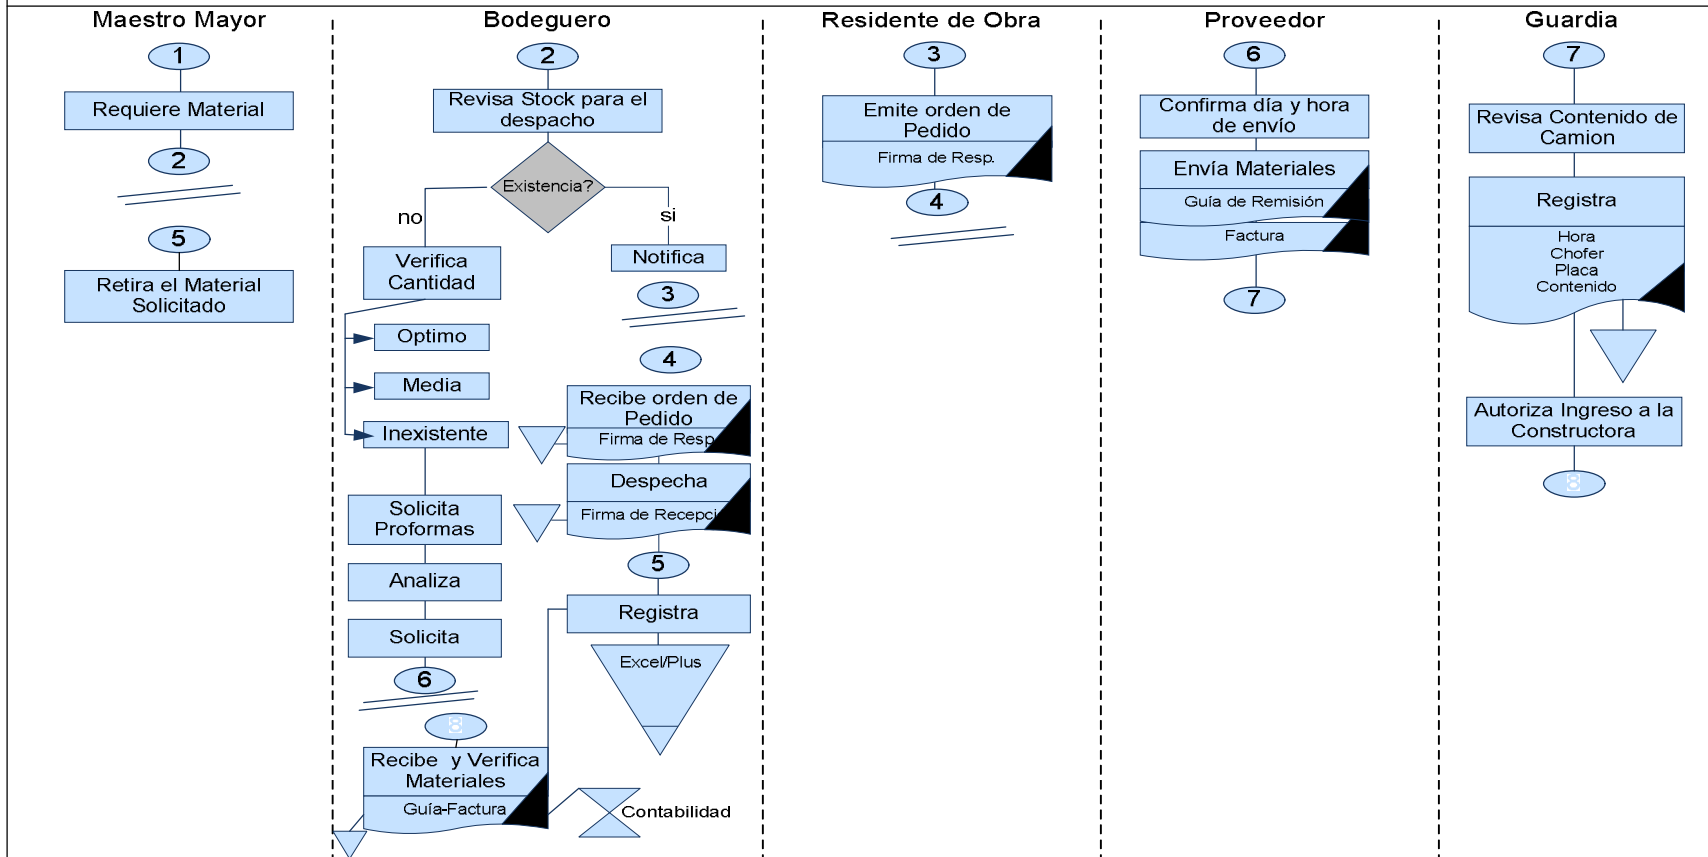 Maestro Mayor
1
Requiere Material
2
5
Retira el Material
Solicitado
Bodeguero
2
Revisa Stock para el
despacho
Existencia?
no
si
Verifica
Cantidad
Notifica
3
Optimo
Media
Inexistente
4
Recibe orden de
Pedido
Firma de Resp
Despecha
Firma de Recepci
5
Registra
Excel/Plus
Solicita
Proformas
Analiza
Solicita
6
8
Recibe y Verifica
Materiales
Guía-Factura
Contabilidad
Residente de Obra
3
Emite orden de
Pedido
Firma de Resp.
4
Proveedor
6
Confirma día y hora
de envío
Envía Materiales
Guía de Remisión
Factura
7
Guardia
7
Revisa Contenido de
Camion
Registra
Hora
Chofer
Placa
Contenido
Autoriza Ingreso a la
Constructora
8